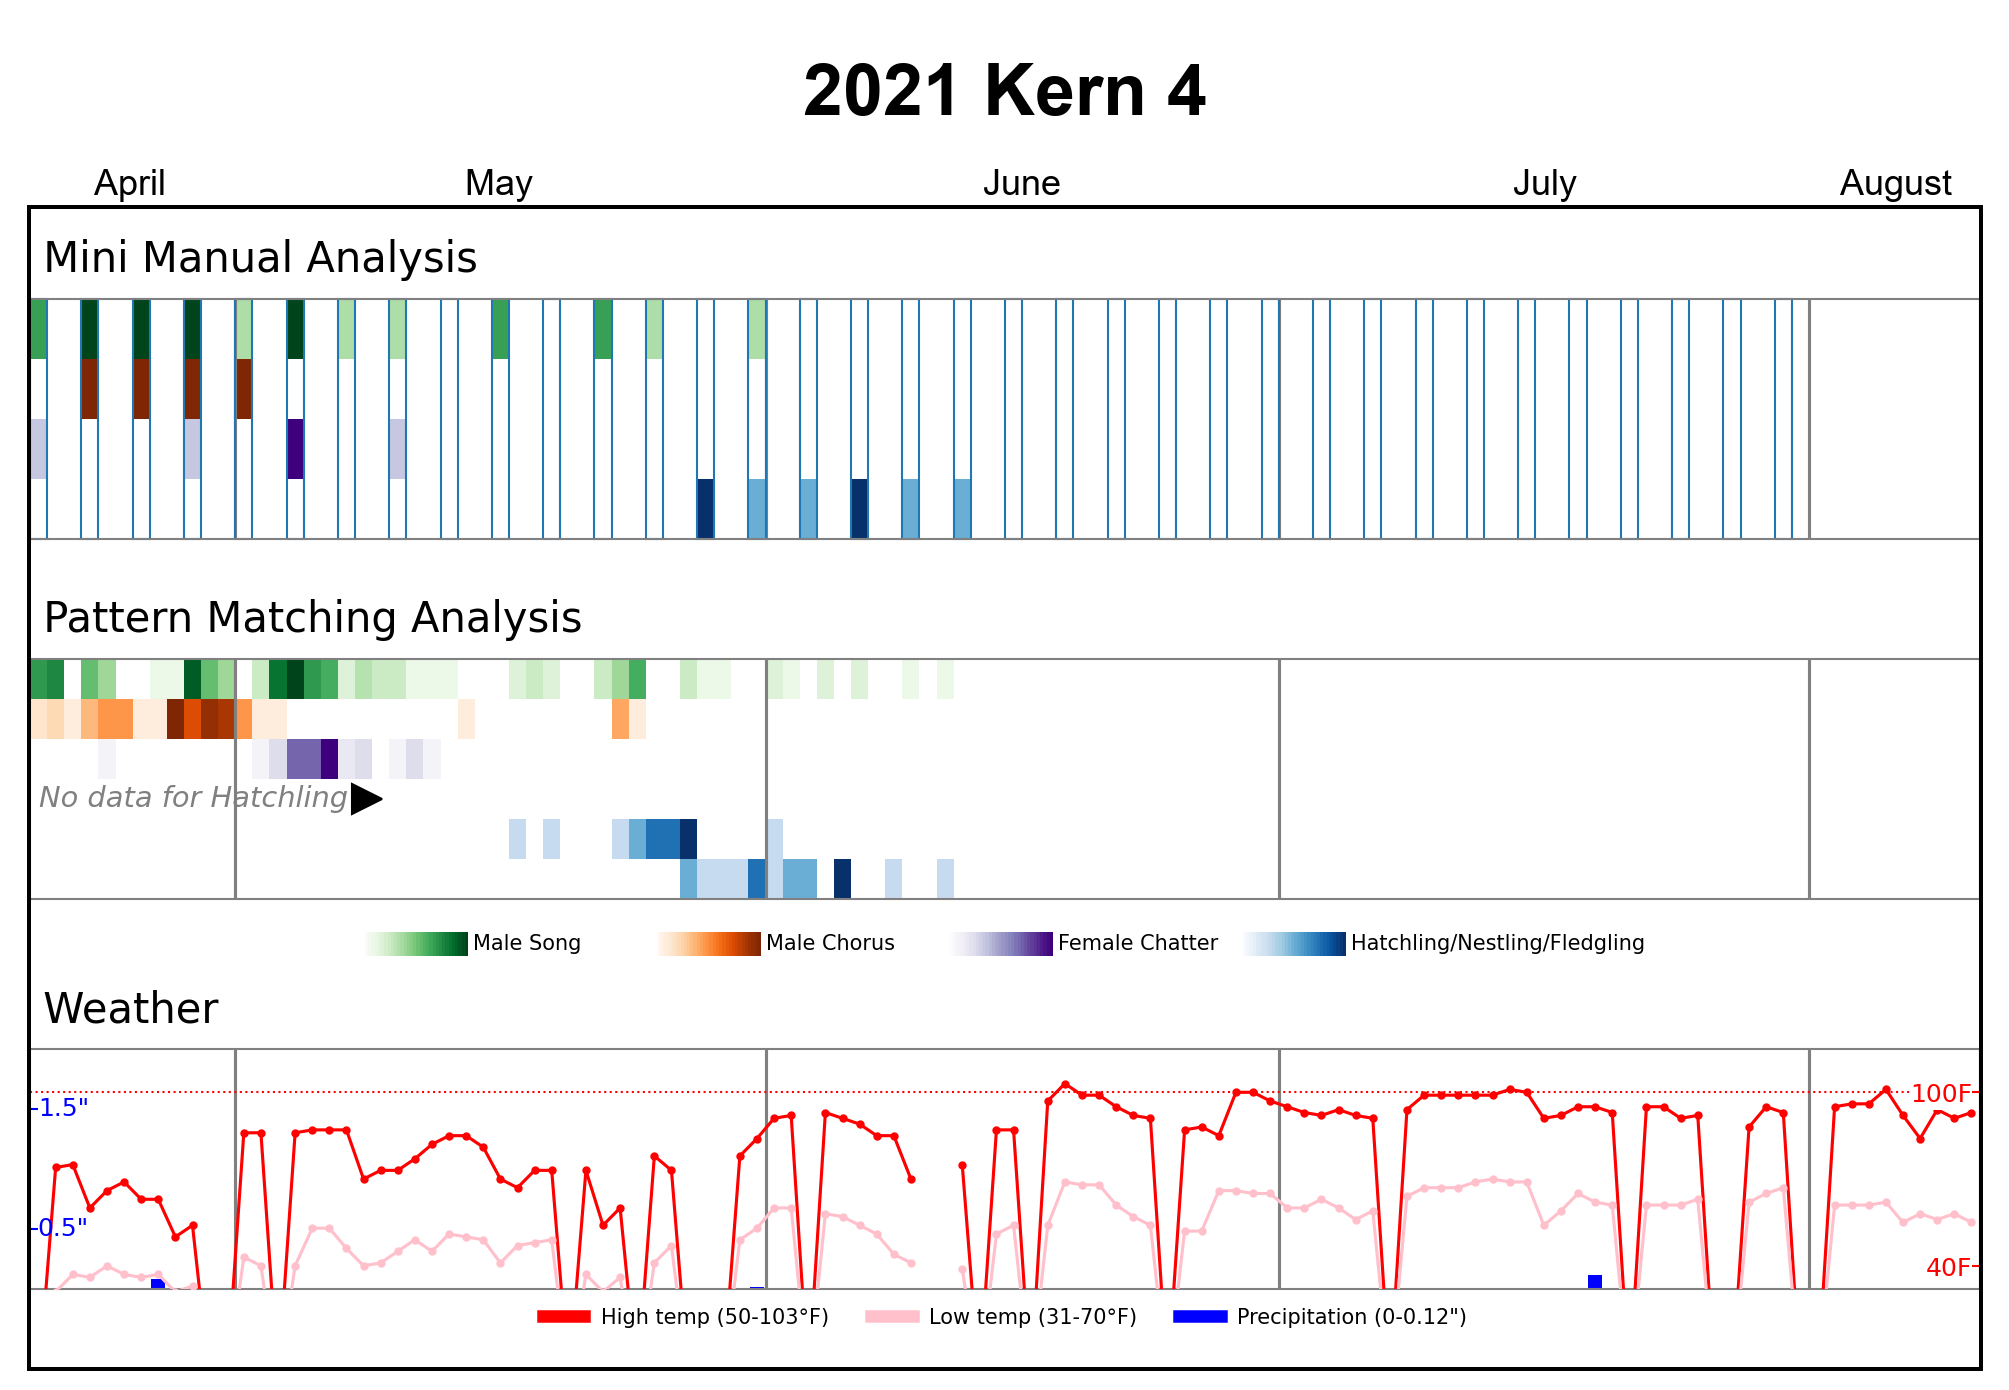 2021 Kern 4
April May June July August
Mini Manual Analysis
Pattern Matching Analysis
No data for Hatchling
Male Song Male Chorus Female Chatter Hatchling/Nestling/Fledgling
Weather
1.5" 100F
0.5"
40F
High temp (50-103°F) Low temp (31-70°F) Precipitation (0-0.12")